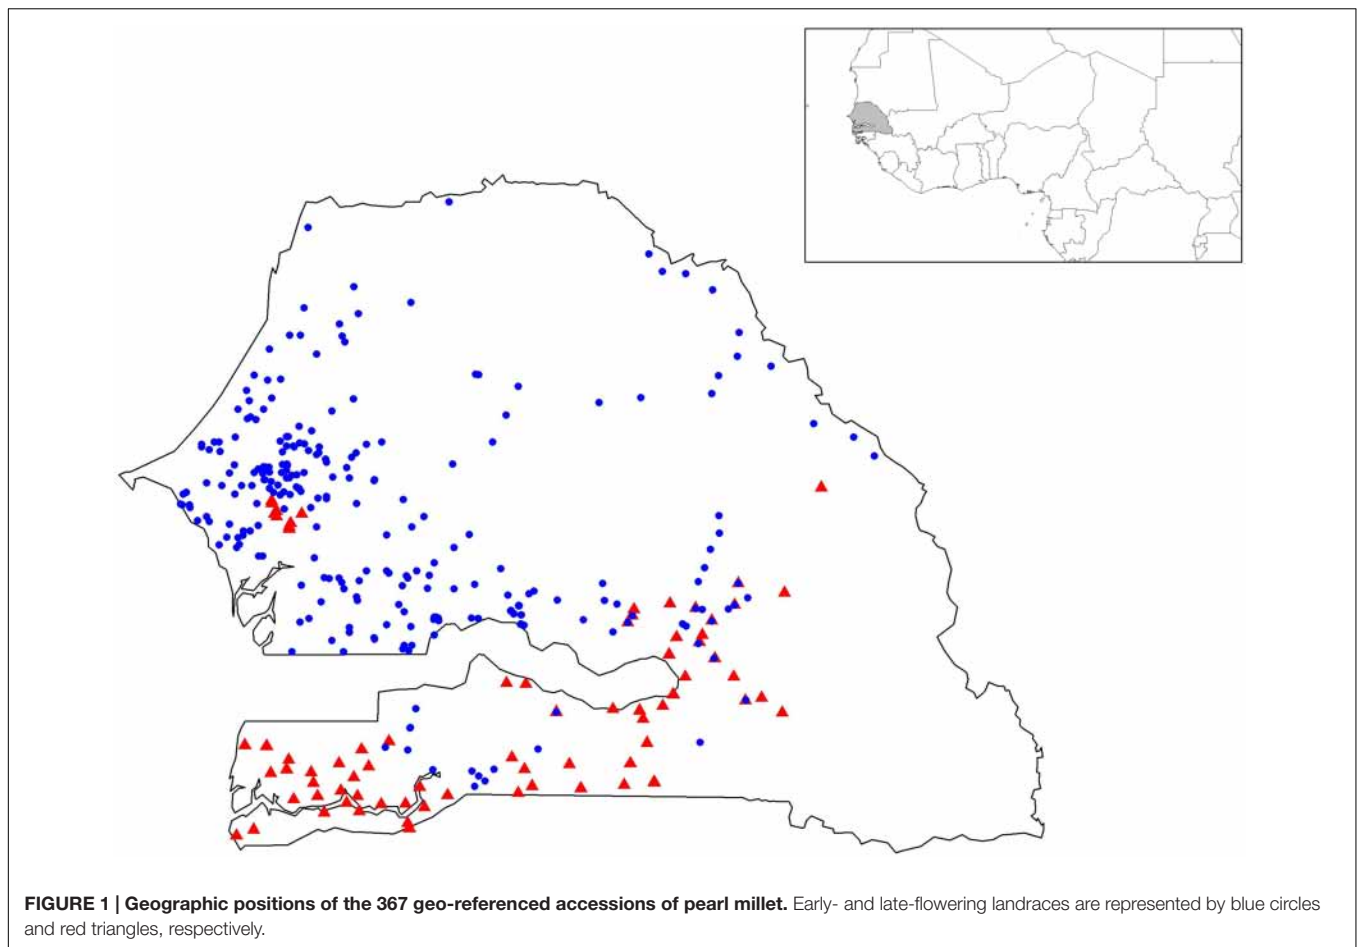 FIGURE 1 | Geographic positions of the 367 geo-referenced accessions of pearl millet. Early- and late-flowering landraces are represented by blue circles
and red triangles, respectively.